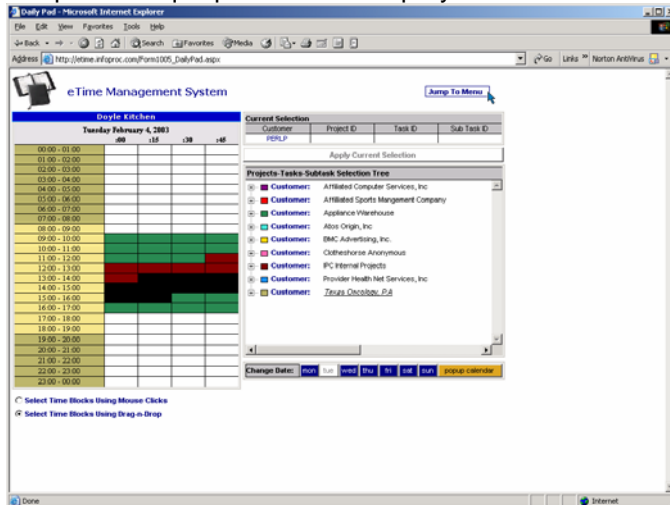 Daily Pad - Microsoft Internet Explorer
File Edit View Favorites Tools Help
Back Search Favorites Media
Address http://etime.infoproc.com/Form1005_DailyPad.aspx Go Links » Norton AntiVirus
eTime Management System
Jump To Menu
Doyle Kitchen
Tuesday February 4, 2003
:00 :15 :30 :45
00:00 - 01:00
01:00 - 02:00
02:00 - 03:00
03:00 - 04:00
04:00 - 05:00
05:00 - 06:00
06:00 - 07:00
07:00 - 08:00
08:00 - 09:00
09:00 - 10:00
10:00 - 11:00
11:00 - 12:00
12:00 - 13:00
13:00 - 14:00
14:00 - 15:00
15:00 - 16:00
16:00 - 17:00
17:00 - 18:00
18:00 - 19:00
19:00 - 20:00
20:00 - 21:00
21:00 - 22:00
22:00 - 23:00
23:00 - 00:00
Select Time Blocks Using Mouse Clicks
Select Time Blocks Using Drag-n-Drop
Current Selection
Customer Project ID Task ID Sub Task ID
PERLP
Apply Current Selection
Projects-Tasks-Subtask Selection Tree
Customer: Affiliated Computer Services, Inc
Customer: Affiliated Sports Mangement Company
Customer: Appliance Warehouse
Customer: Atos Origin, Inc
Customer: BMC Advertising, Inc.
Customer: Clotheshorse Anonymous
Customer: IPC Internal Projects
Customer: Provider Health Net Services, Inc
Customer: Texas Oncology, P.A
Change Date: mon tue wed thu fri sat sun popup calendar
Done Internet